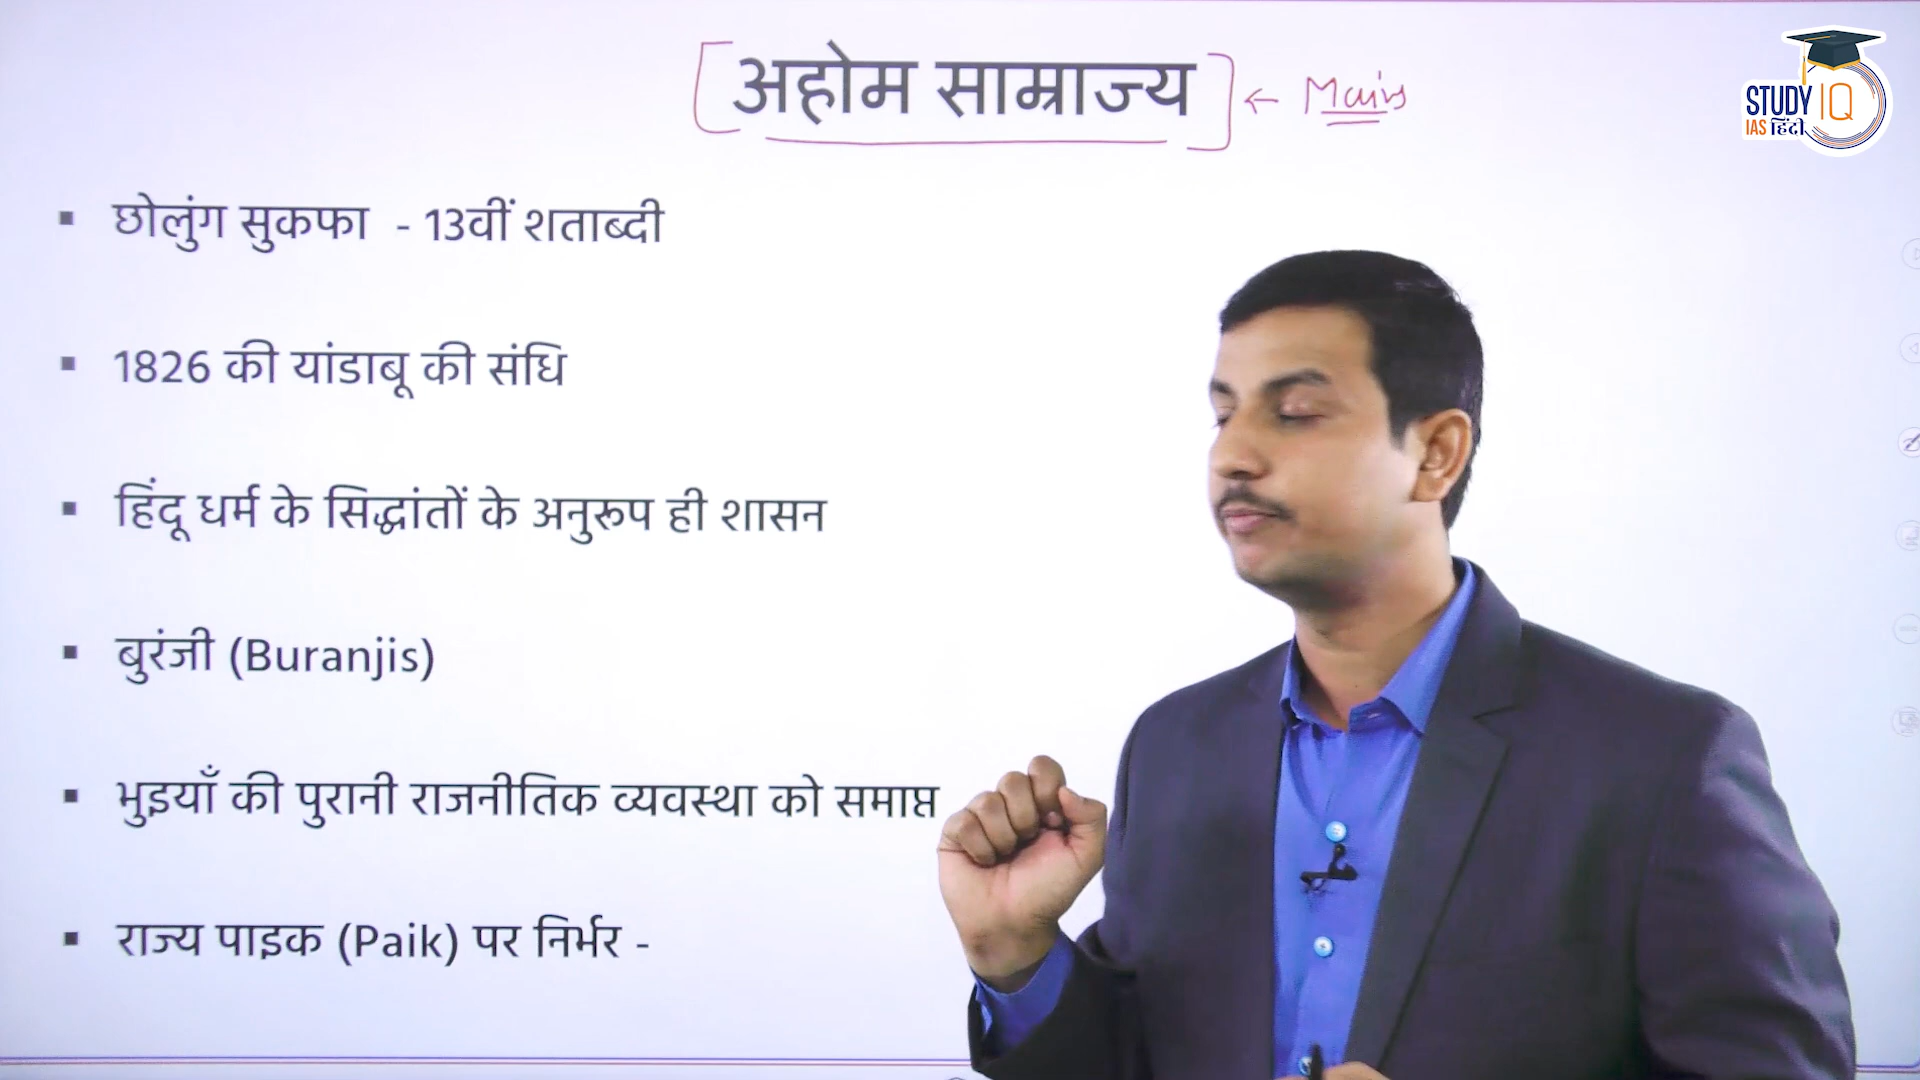 [अहोम साम्राज्य] ← Mains
STUDY IQ
IAS हिंदी
▪ छोलुंग सुकफा - 13वीं शताब्दी
▪ 1826 की यांडाबू की संधि
▪ हिंदू धर्म के सिद्धांतों के अनुरूप ही शासन
▪ बुरंजी (Buranjis)
▪ भुइयाँ की पुरानी राजनीतिक व्यवस्था को समाप्त
▪ राज्य पाइक (Paik) पर निर्भर -